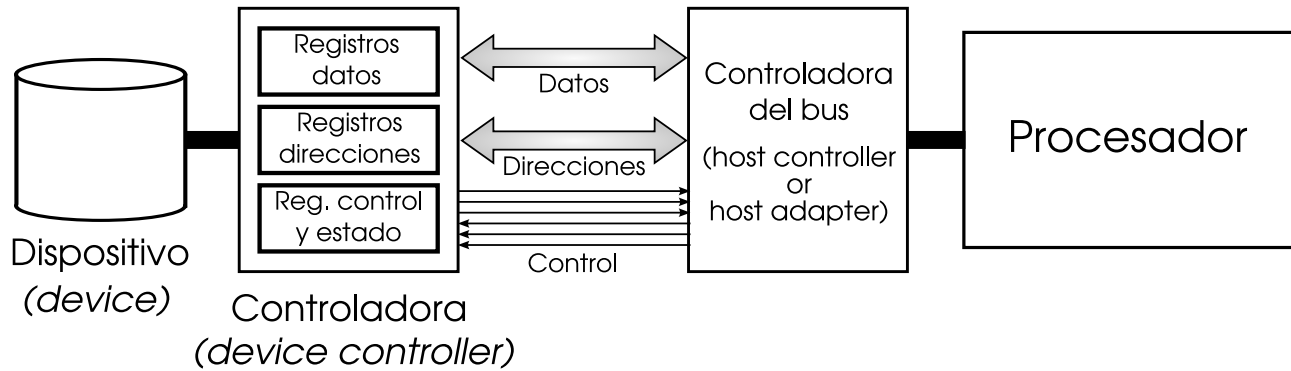 Registros
datos
Registros
direcciones
Reg. control
y estado
Dispositivo
(device)
Controladora
(device controller)
Datos
Direcciones
Control
Controladora
del bus
(host controller
or
host adapter)
Procesador